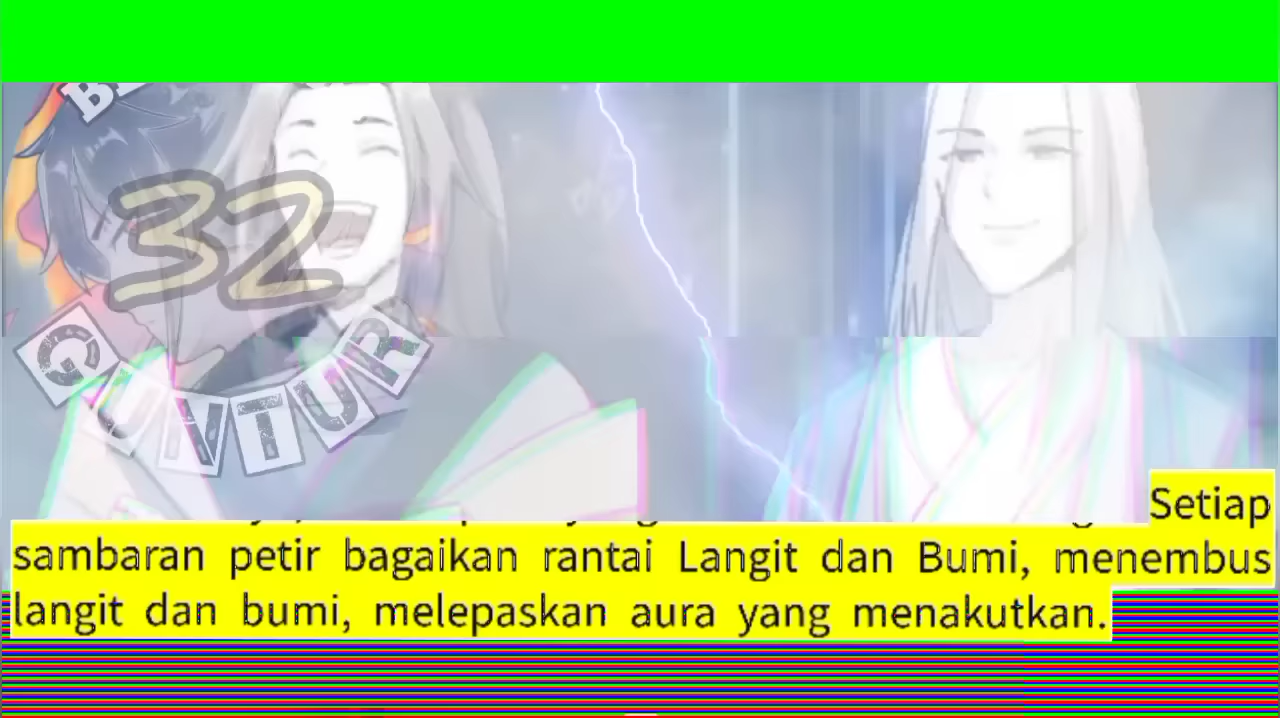 32
GUNTUR
Setiap
sambaran petir bagaikan rantai Langit dan Bumi, menembus
langit dan bumi, melepaskan aura yang menakutkan.